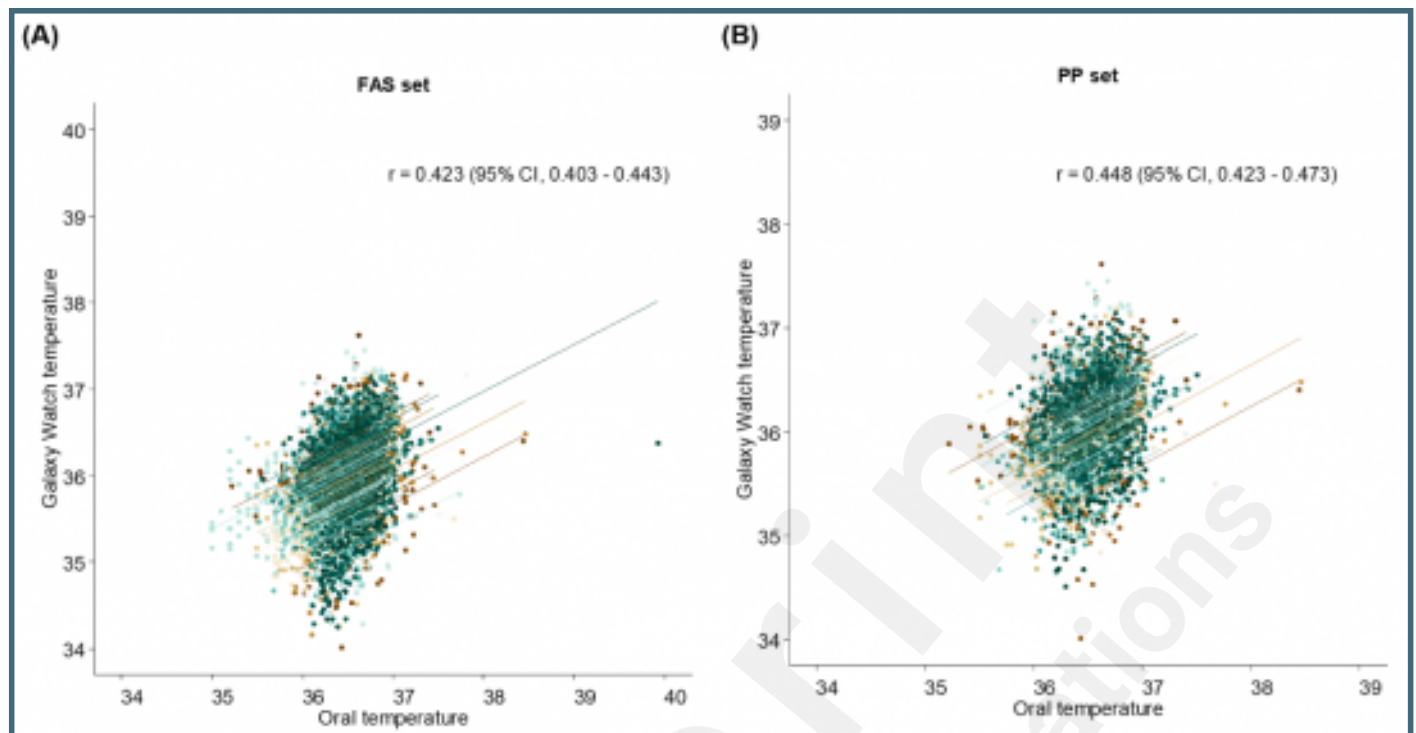 (A)
FAS set
r = 0.423 (95% CI, 0.403 - 0.443)
40
39
38
37
36
35
34
Galaxy Watch temperature
34 35 36 37 38 39 40
Oral temperature
(B)
PP set
r = 0.448 (95% CI, 0.423 - 0.473)
39
38
37
36
35
34
Galaxy Watch temperature
34 35 36 37 38 39
Oral temperature